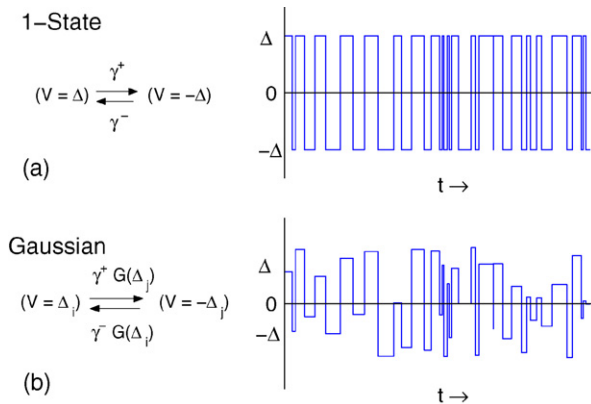 1-State
γ⁺
(V = Δ) (V = −Δ)
γ⁻
(a)
Δ
0
−Δ
t →
Gaussian
γ⁺ G(Δⱼ)
(V = Δᵢ) (V = −Δⱼ)
γ⁻ G(Δᵢ)
(b)
Δ
0
−Δ
t →